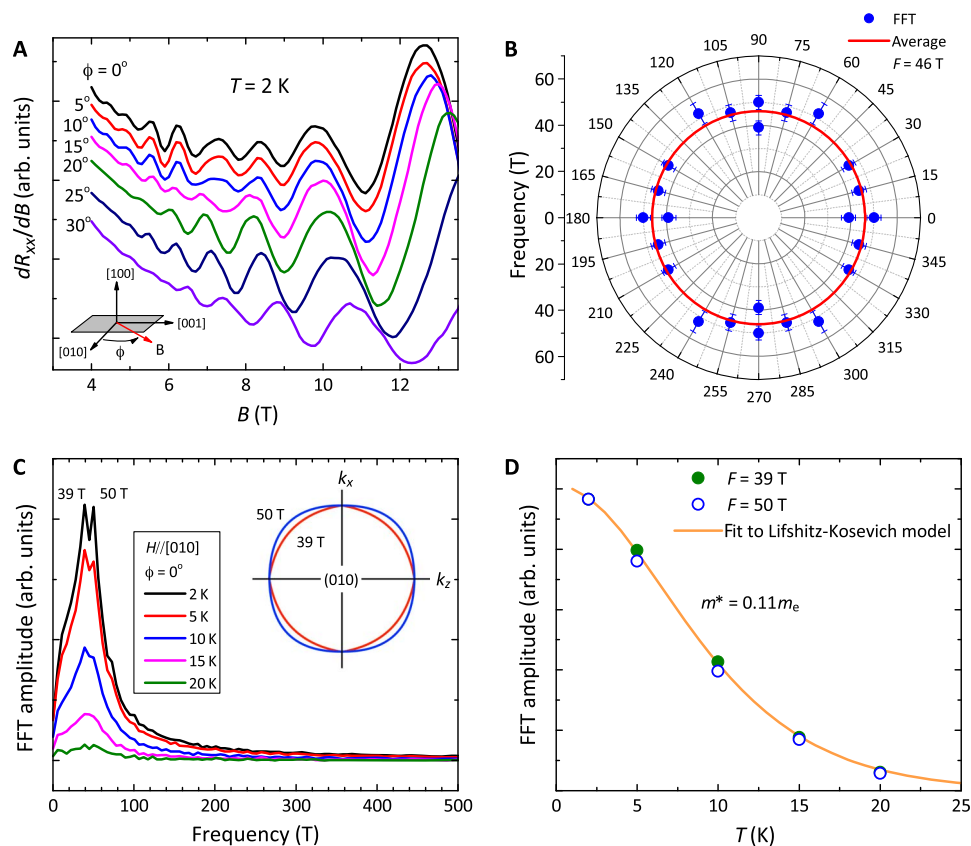 A
ϕ = 0°
5°
10°
15°
20°
25°
30°
T = 2 K
dRxx/dB (arb. units)
[100]
[001]
[010]
ϕ
B
4 6 8 10 12
B (T)
B
FFT
Average
F = 46 T
Frequency (T)
60
40
20
0
20
40
60
0
15
30
45
60
75
90
105
120
135
150
165
180
195
210
225
240
255
270
285
300
315
330
345
C
39 T 50 T
H//[010]
ϕ = 0°
2 K
5 K
10 K
15 K
20 K
kx
50 T
39 T
(010)
kz
FFT amplitude (arb. units)
0 100 200 300 400 500
Frequency (T)
D
F = 39 T
F = 50 T
Fit to Lifshitz-Kosevich model
m* = 0.11me
FFT amplitude (arb. units)
0 5 10 15 20 25
T (K)